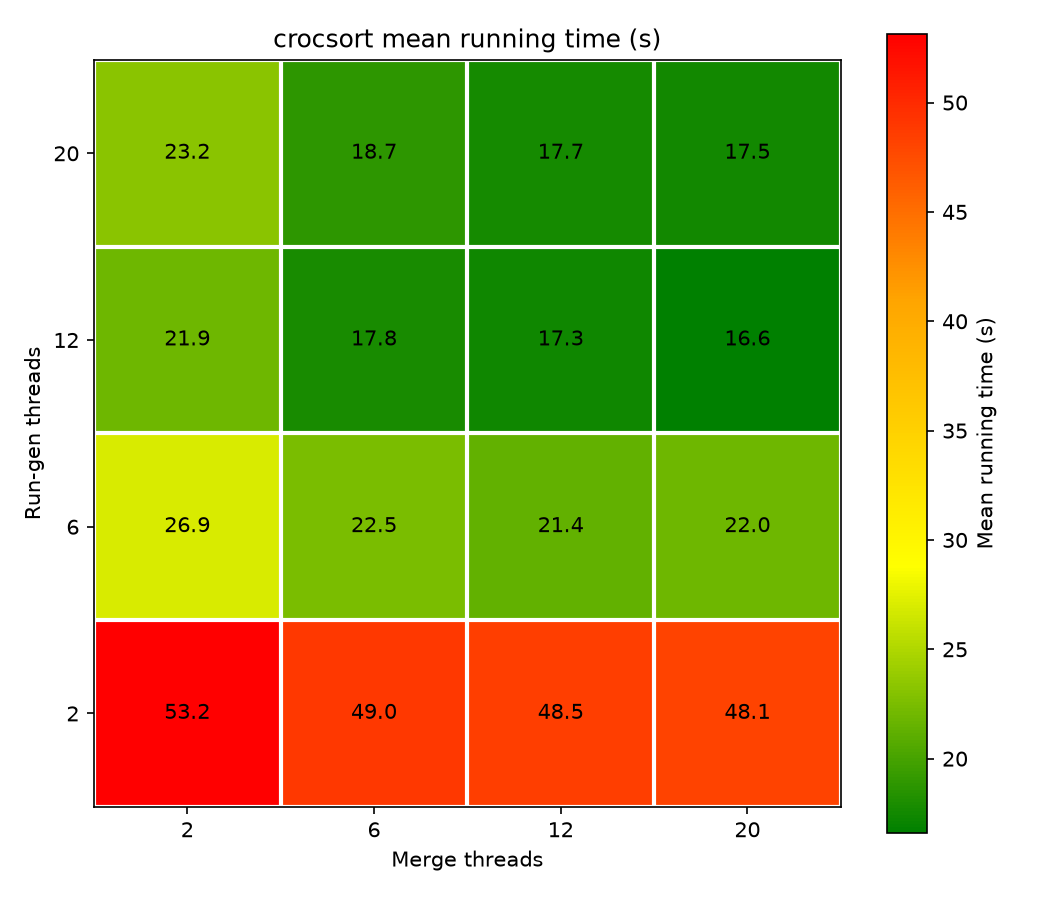 crocsort mean running time (s)
Run-gen threads
20
23.2 18.7 17.7 17.5
12
21.9 17.8 17.3 16.6
6
26.9 22.5 21.4 22.0
2
53.2 49.0 48.5 48.1
2 6 12 20
Merge threads
50
45
40
35
30
25
20
Mean running time (s)